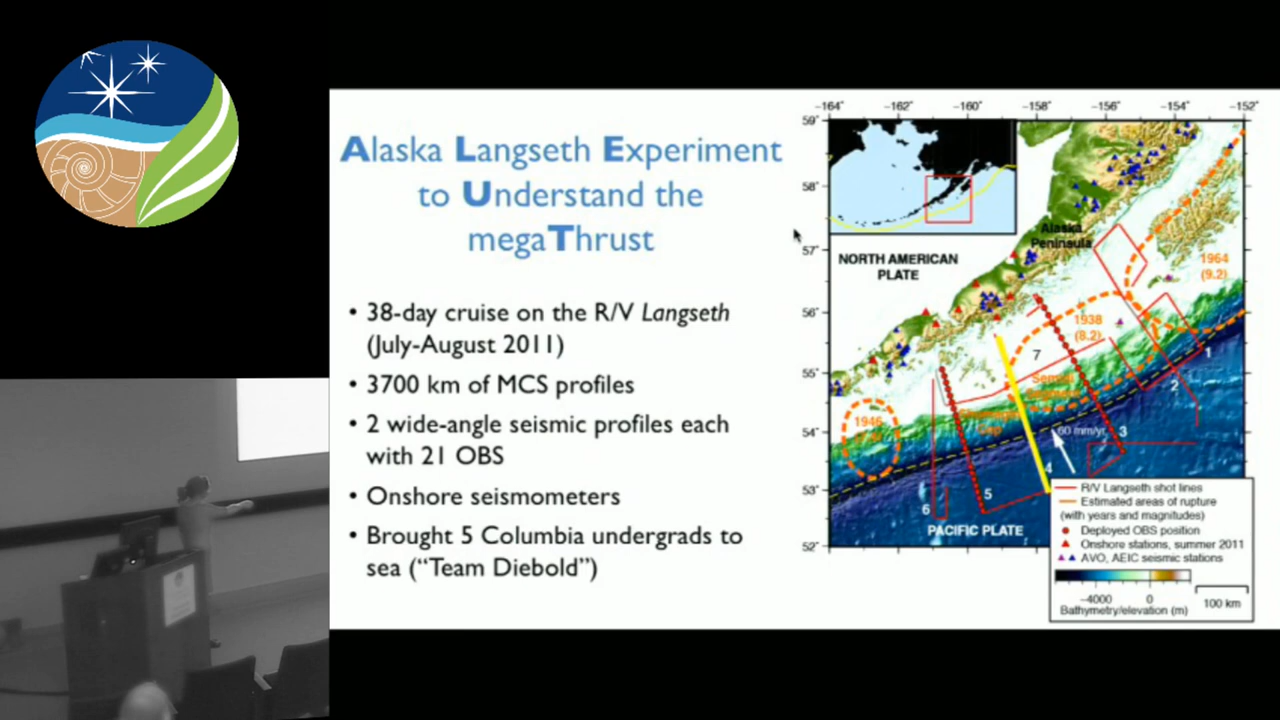 Alaska Langseth Experiment
to Understand the
megaThrust
• 38-day cruise on the R/V Langseth
(July-August 2011)
• 3700 km of MCS profiles
• 2 wide-angle seismic profiles each
with 21 OBS
• Onshore seismometers
• Brought 5 Columbia undergrads to
sea (“Team Diebold”)
-164° -162° -160° -158° -156° -154° -152°
59°
58°
57°
56°
55°
54°
53°
52°
NORTH AMERICAN
PLATE
Alaska
Peninsula
1964
(9.2)
1938
(8.2)
7
1
2
1946
60 mm/yr
3
4
5
6
PACIFIC PLATE
R/V Langseth shot lines
Estimated areas of rupture
(with years and magnitudes)
Deployed OBS position
Onshore stations, summer 2011
AVO, AEIC seismic stations
-4000 0
Bathymetry/elevation (m)
100 km